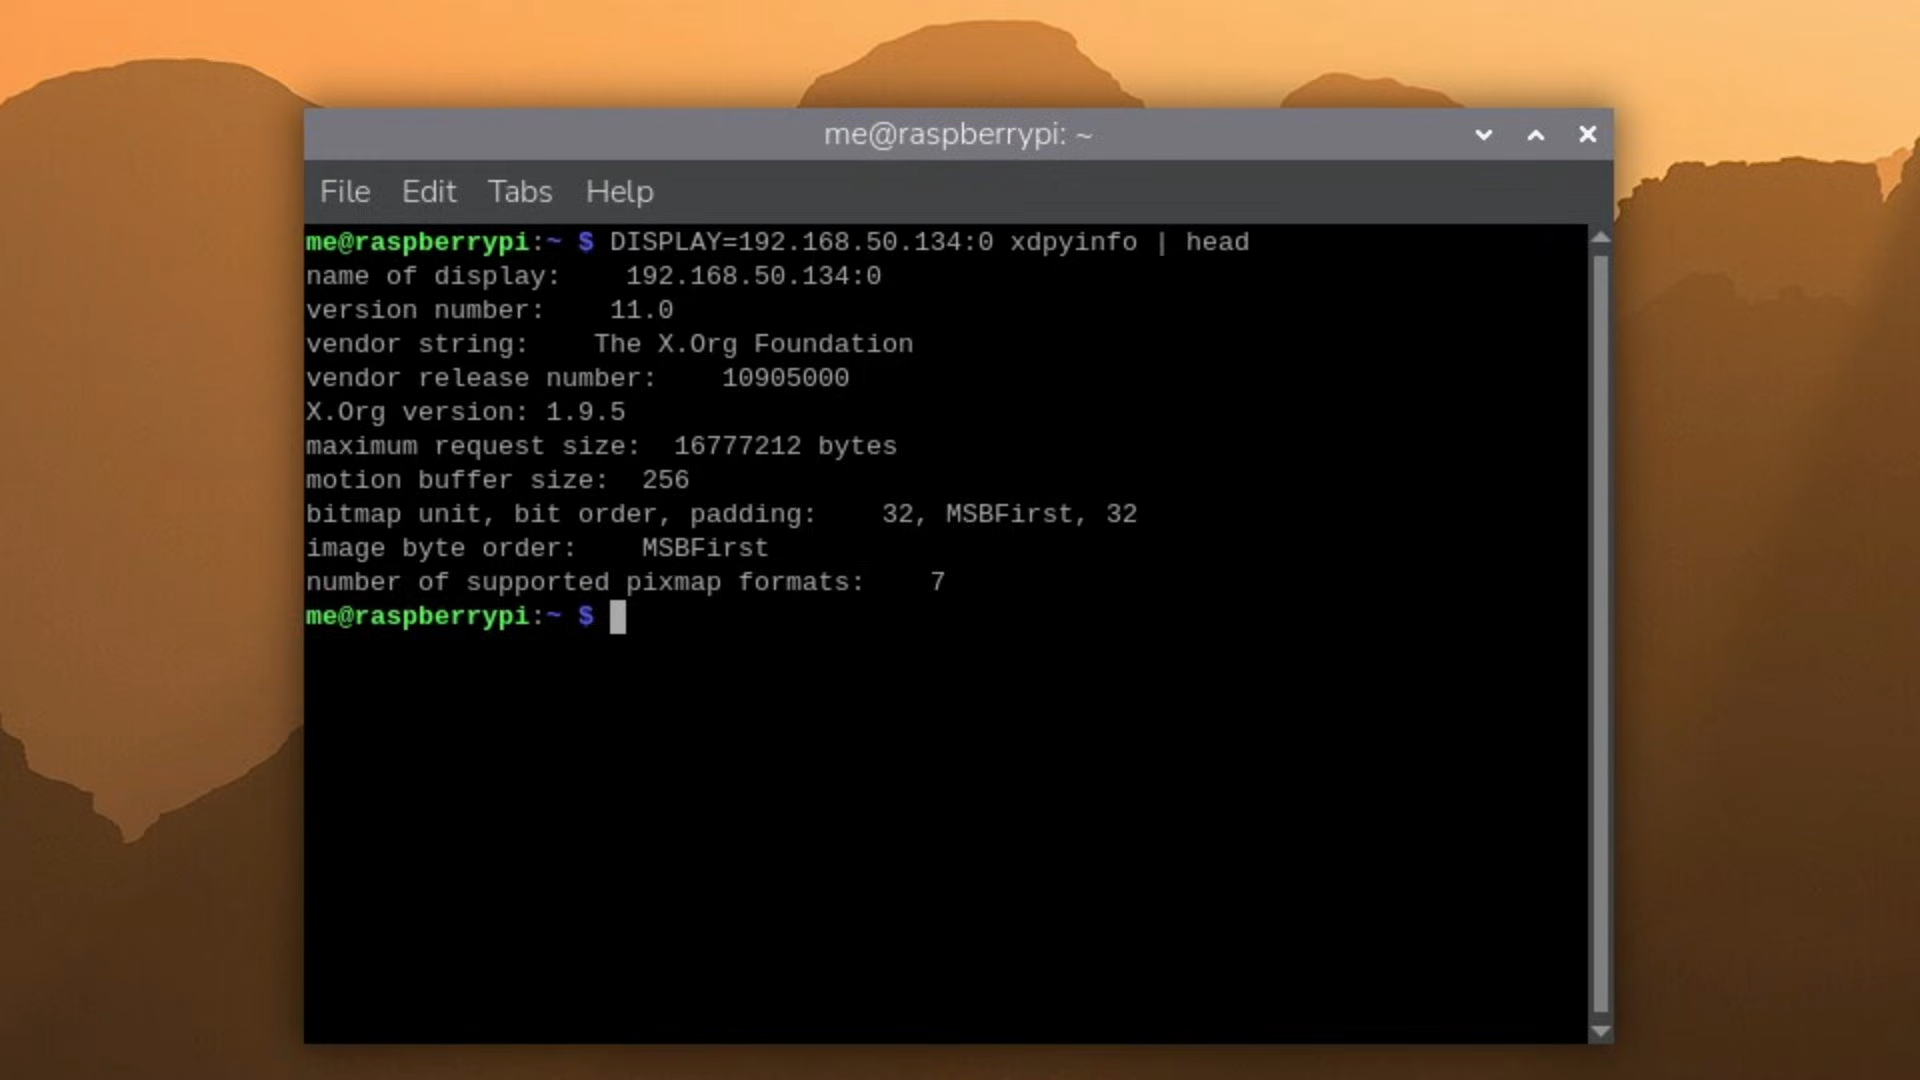 me@raspberrypi: ~
File Edit Tabs Help
me@raspberrypi:~ $ DISPLAY=192.168.50.134:0 xdpyinfo | head
name of display:    192.168.50.134:0
version number:    11.0
vendor string:    The X.Org Foundation
vendor release number:    10905000
X.Org version: 1.9.5
maximum request size:  16777212 bytes
motion buffer size:  256
bitmap unit, bit order, padding:    32, MSBFirst, 32
image byte order:    MSBFirst
number of supported pixmap formats:    7
me@raspberrypi:~ $